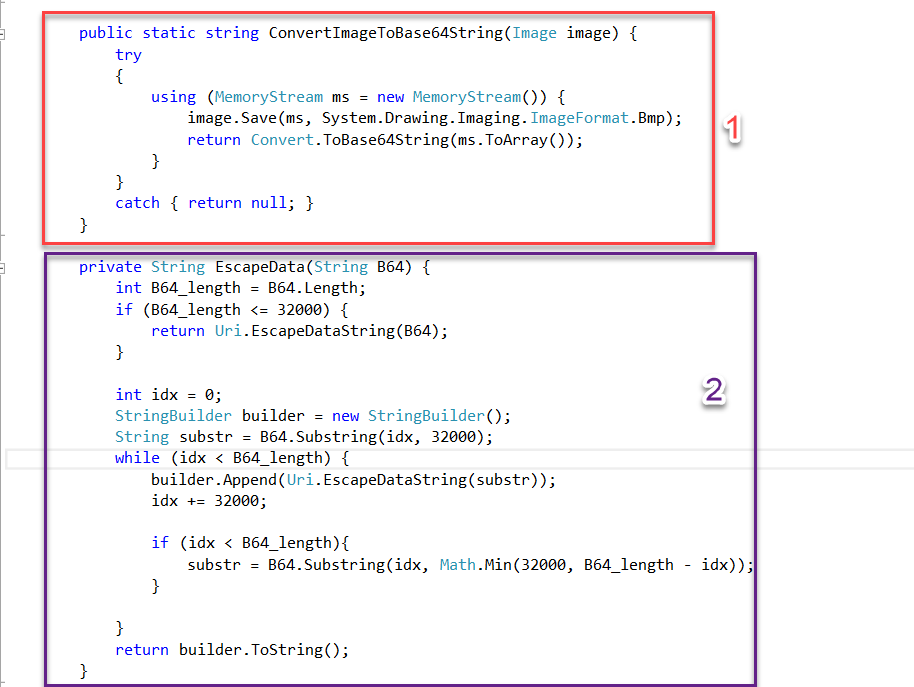 public static string ConvertImageToBase64String(Image image) {
try
{
using (MemoryStream ms = new MemoryStream()) {
image.Save(ms, System.Drawing.Imaging.ImageFormat.Bmp);
return Convert.ToBase64String(ms.ToArray());
}
}
catch { return null; }
}
1
private String EscapeData(String B64) {
int B64_length = B64.Length;
if (B64_length <= 32000) {
return Uri.EscapeDataString(B64);
}
int idx = 0;
StringBuilder builder = new StringBuilder();
String substr = B64.Substring(idx, 32000);
while (idx < B64_length) {
builder.Append(Uri.EscapeDataString(substr));
idx += 32000;
if (idx < B64_length){
substr = B64.Substring(idx, Math.Min(32000, B64_length - idx));
}
}
return builder.ToString();
}
2